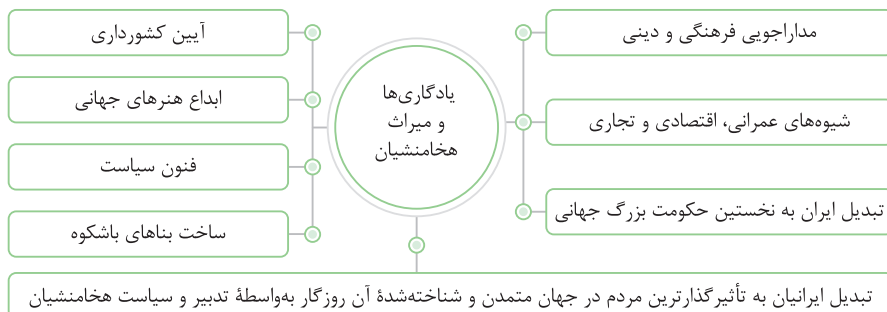 یادگاری‌ها
و میراث
هخامنشیان
مداراجویی فرهنگی و دینی
شیوه‌های عمرانی، اقتصادی و تجاری
تبدیل ایران به نخستین حکومت بزرگ جهانی
آیین کشورداری
ابداع هنرهای جهانی
فنون سیاست
ساخت بناهای باشکوه
تبدیل ایرانیان به تأثیرگذارترین مردم در جهان متمدن و شناخته‌شدهٔ آن روزگار به‌واسطهٔ تدبیر و سیاست هخامنشیان